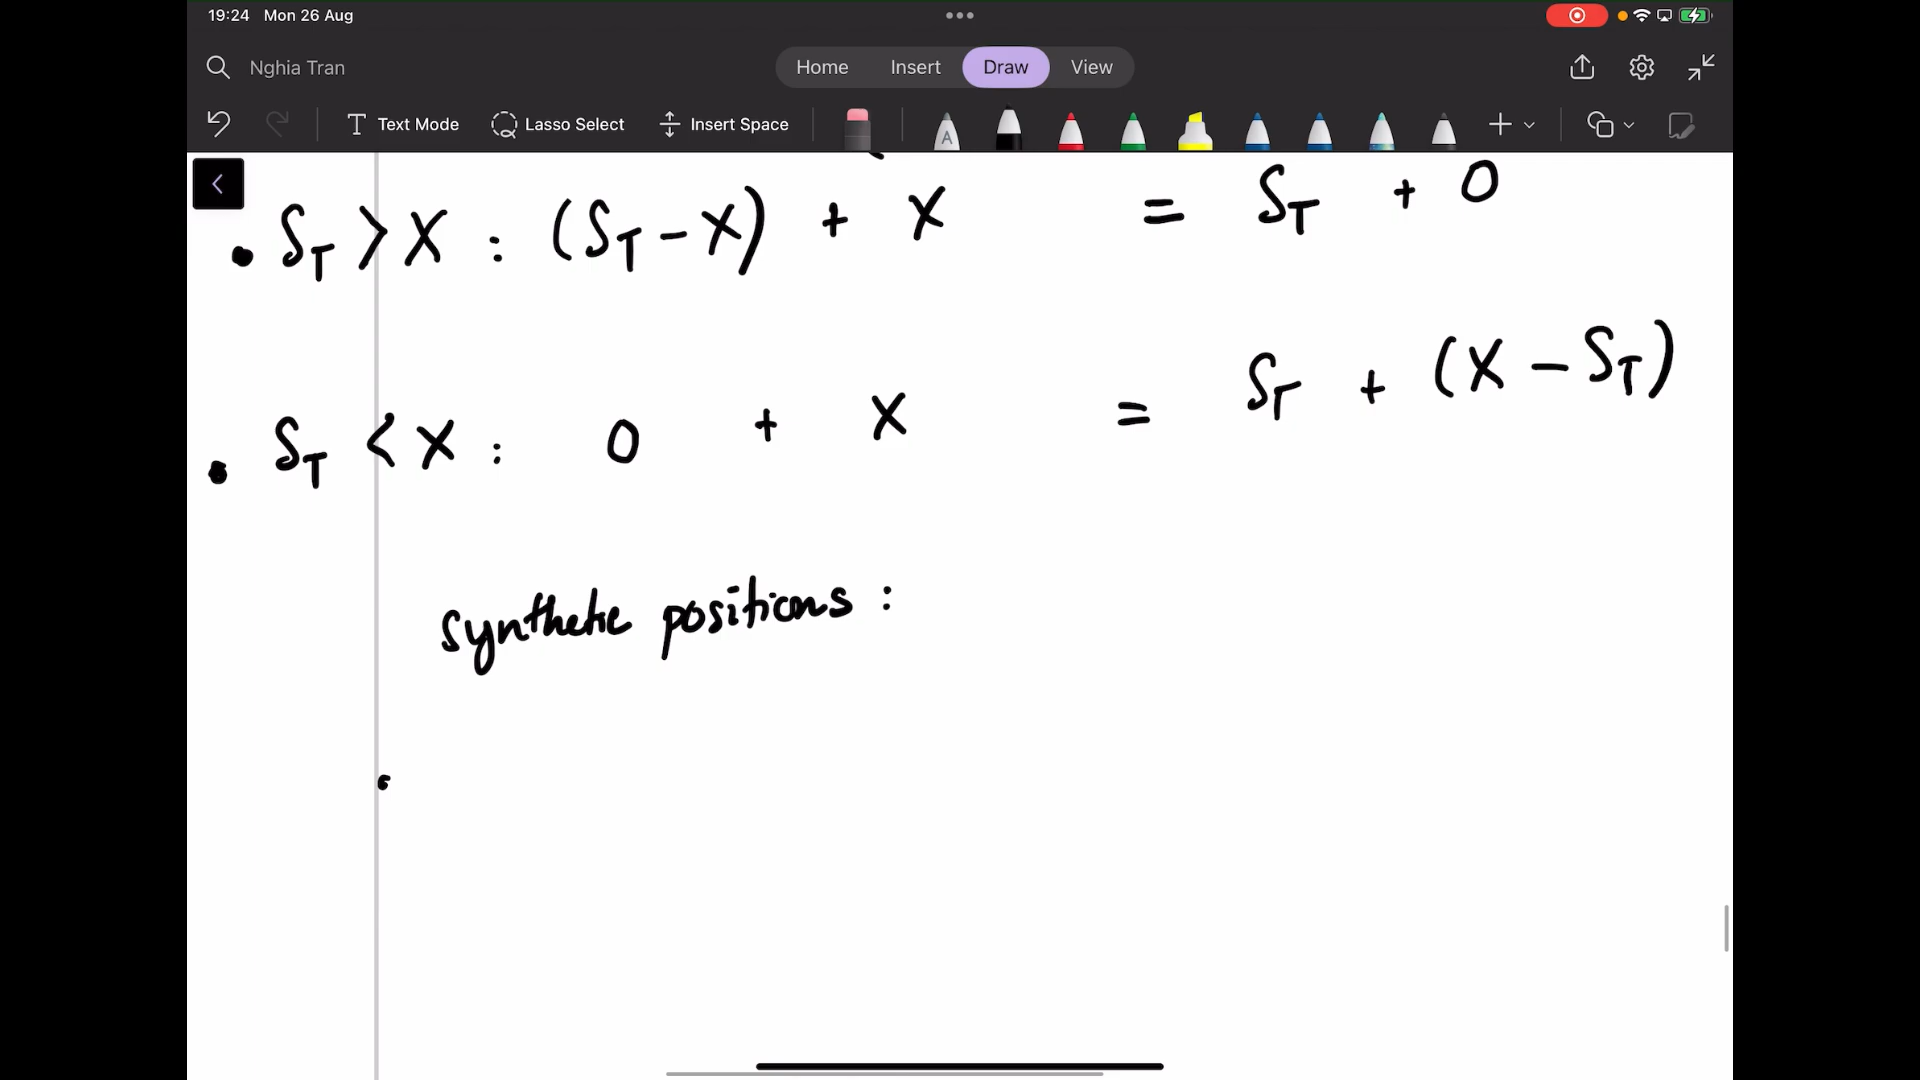 19:24 Mon 26 Aug
Nghia Tran Home Insert Draw View
Text Mode Lasso Select Insert Space A
• S_T > X : (S_T - X) + X = S_T + 0
• S_T < X : 0 + X = S_T + (X - S_T)
synthetic positions :